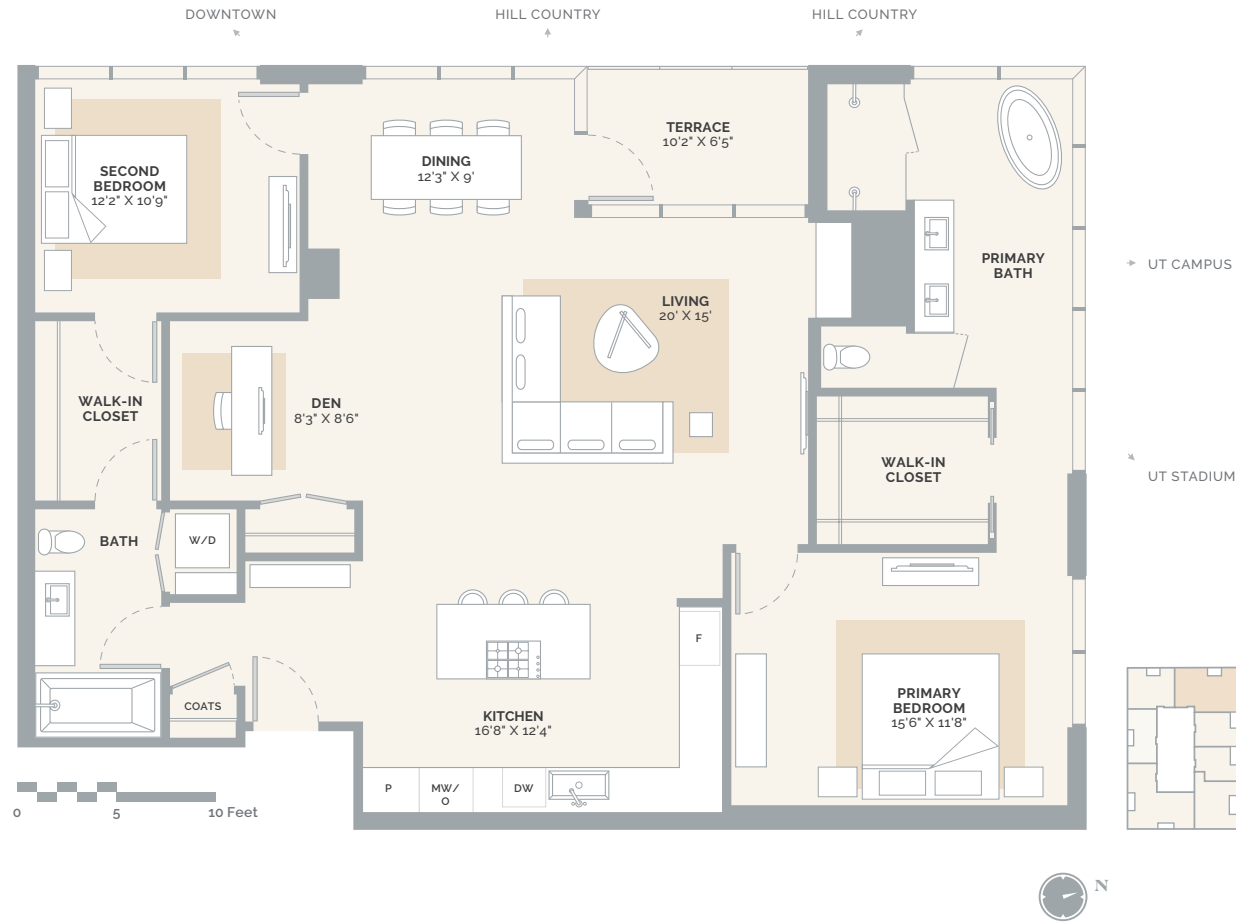 DOWNTOWN
HILL COUNTRY
HILL COUNTRY
TERRACE
10'2" X 6'5"
DINING
12'3" X 9'
SECOND
BEDROOM
12'2" X 10'9"
PRIMARY
BATH
UT CAMPUS
LIVING
20' X 15'
DEN
8'3" X 8'6"
WALK-IN
CLOSET
WALK-IN
CLOSET
UT STADIUM
BATH
W/D
F
COATS
KITCHEN
16'8" X 12'4"
PRIMARY
BEDROOM
15'6" X 11'8"
P
MW/
O
DW
0
5
10 Feet
N